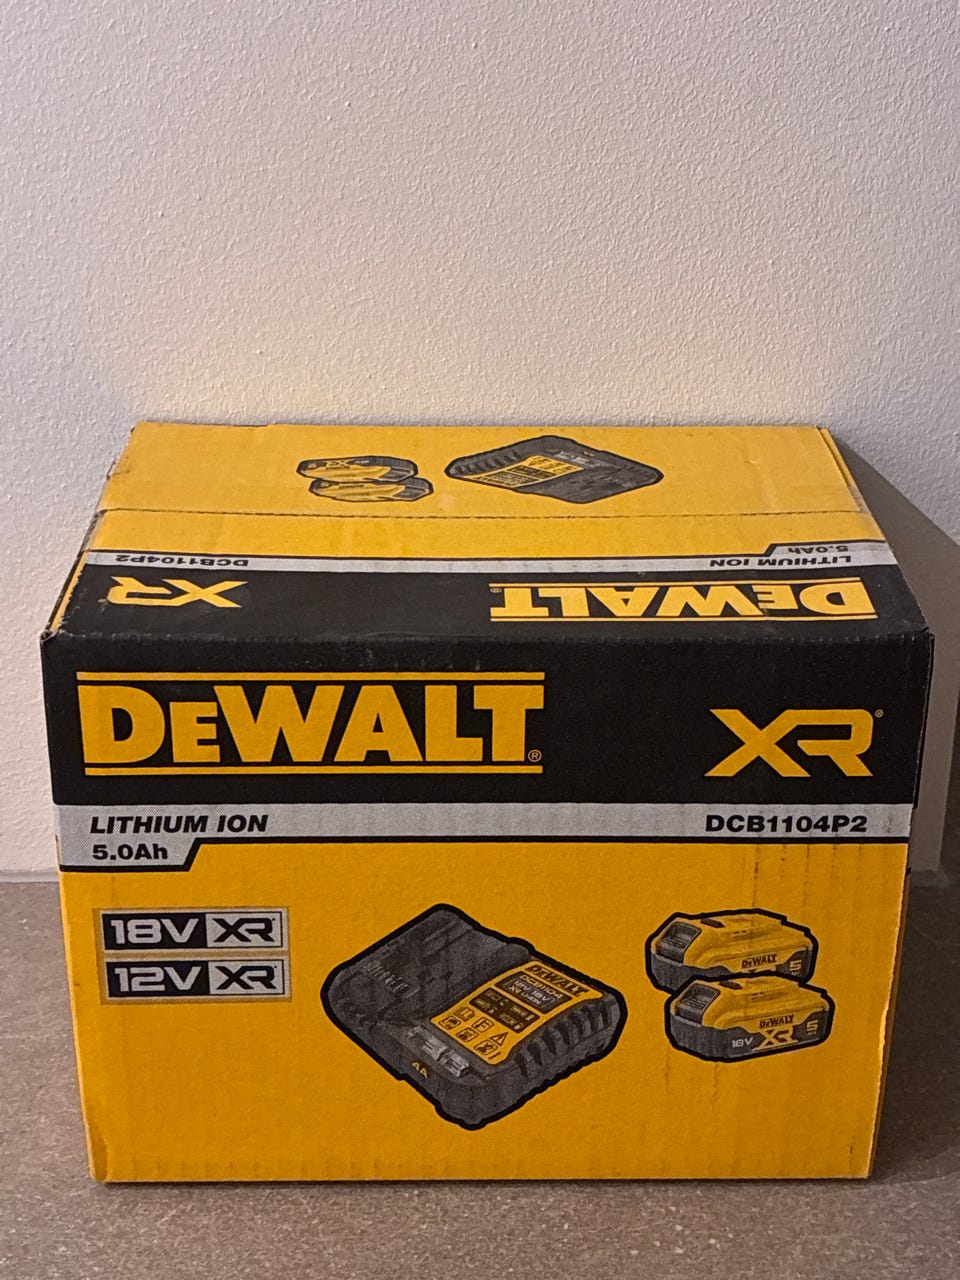 5.0Ah
LITHIUM ION
DCB1104P2
DEWALT®
XR
DEWALT®
XR®
LITHIUM ION
5.0Ah
DCB1104P2
18V XR
12V XR
DEWALT
4A
DEWALT
5
DEWALT
18V XR
5
AH